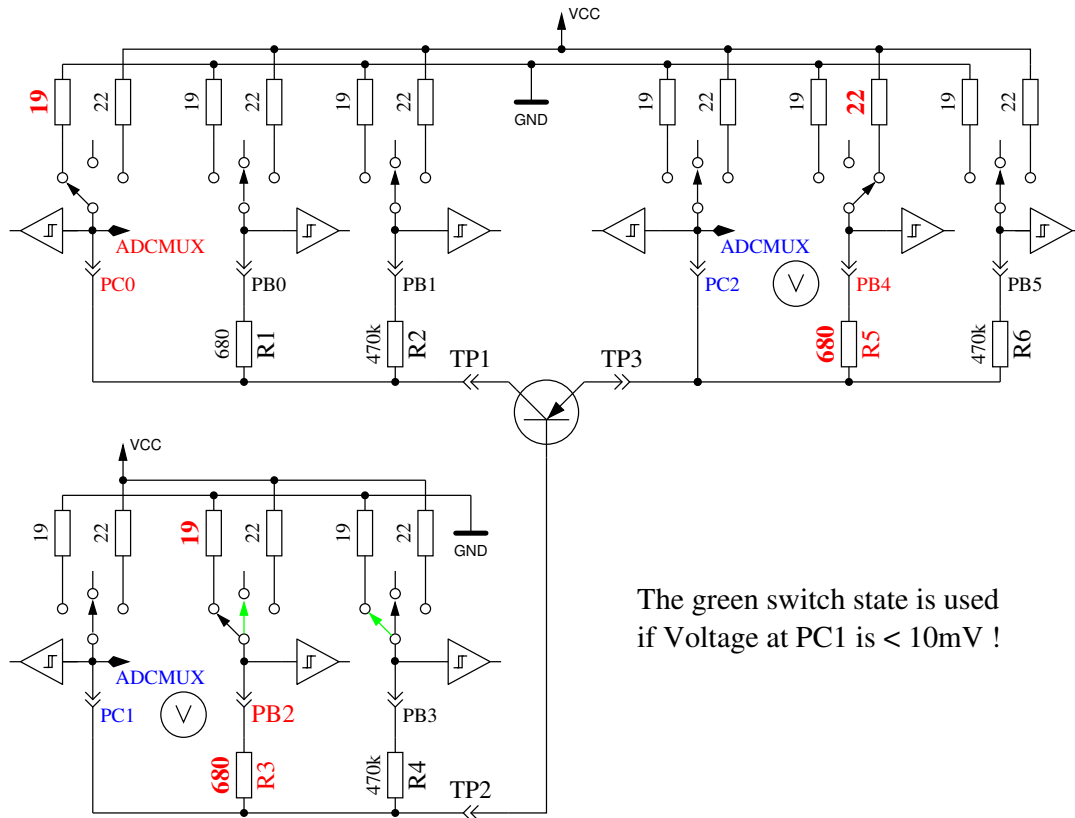 VCC
19
22
19
22
19
22
GND
19
22
19
22
19
22
ADCMUX
PC0
PB0
PB1
ADCMUX
PC2
V
PB4
PB5
680
R1
470k
R2
680
R5
470k
R6
TP1
TP3
VCC
19
22
19
22
19
22
GND
The green switch state is used
if Voltage at PC1 is < 10mV !
ADCMUX
PC1
V
PB2
PB3
680
R3
470k
R4
TP2